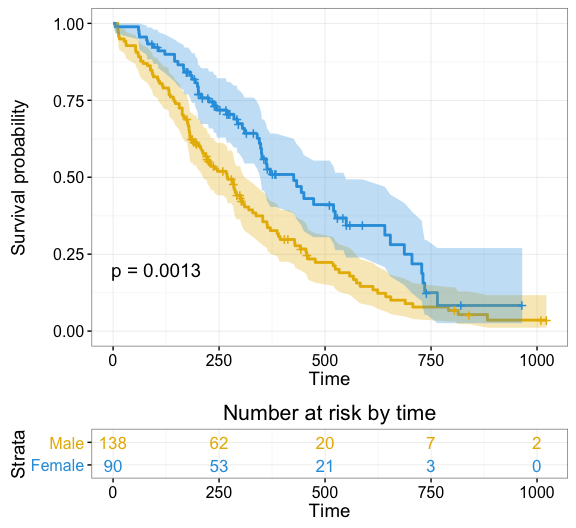 1.00
0.75
0.50
0.25
0.00
Survival probability
p = 0.0013
0 250 500 750 1000
Time
Number at risk by time
Strata
Male 138 62 20 7 2
Female 90 53 21 3 0
0 250 500 750 1000
Time